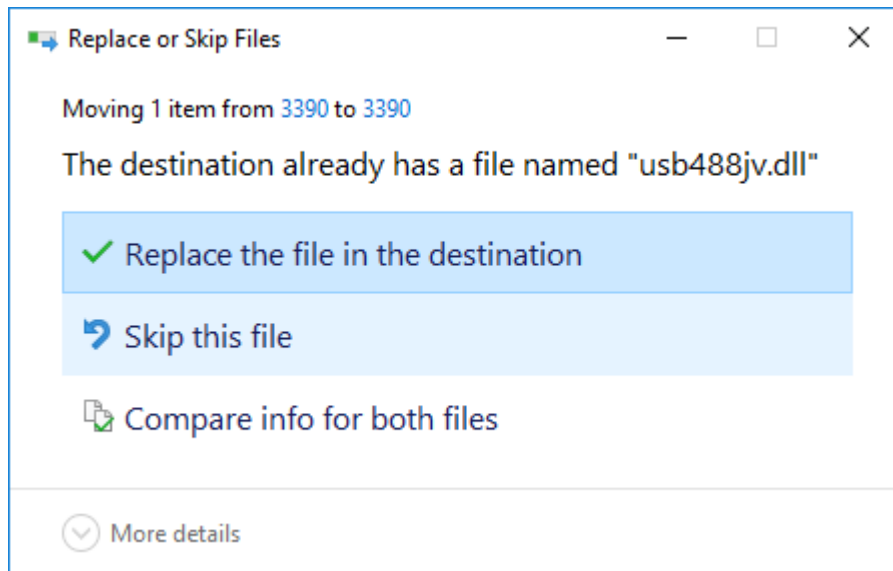 Replace or Skip Files
Moving 1 item from 3390 to 3390
The destination already has a file named "usb488jv.dll"
Replace the file in the destination
Skip this file
Compare info for both files
More details